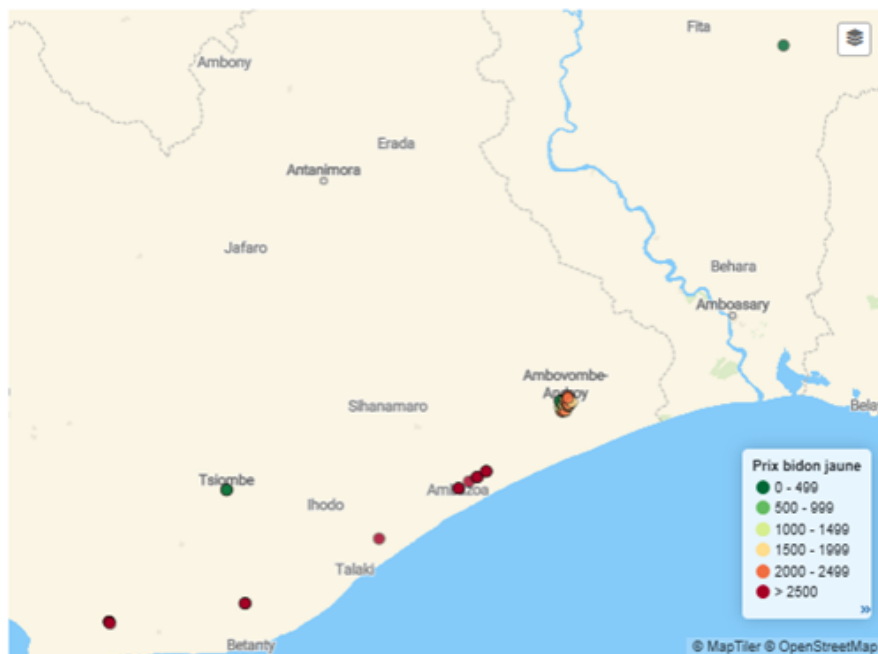 Fita
Ambony
Erada
Antanimora
Jafaro
Behara
Amboasary
Ambovombe-
Androy
Sihanamaro
Belav
Tsiombe
Ihodo
Talaki
Betanty
Prix bidon jaune
0 - 499
500 - 999
1000 - 1499
1500 - 1999
2000 - 2499
> 2500
»
© MapTiler © OpenStreetMap